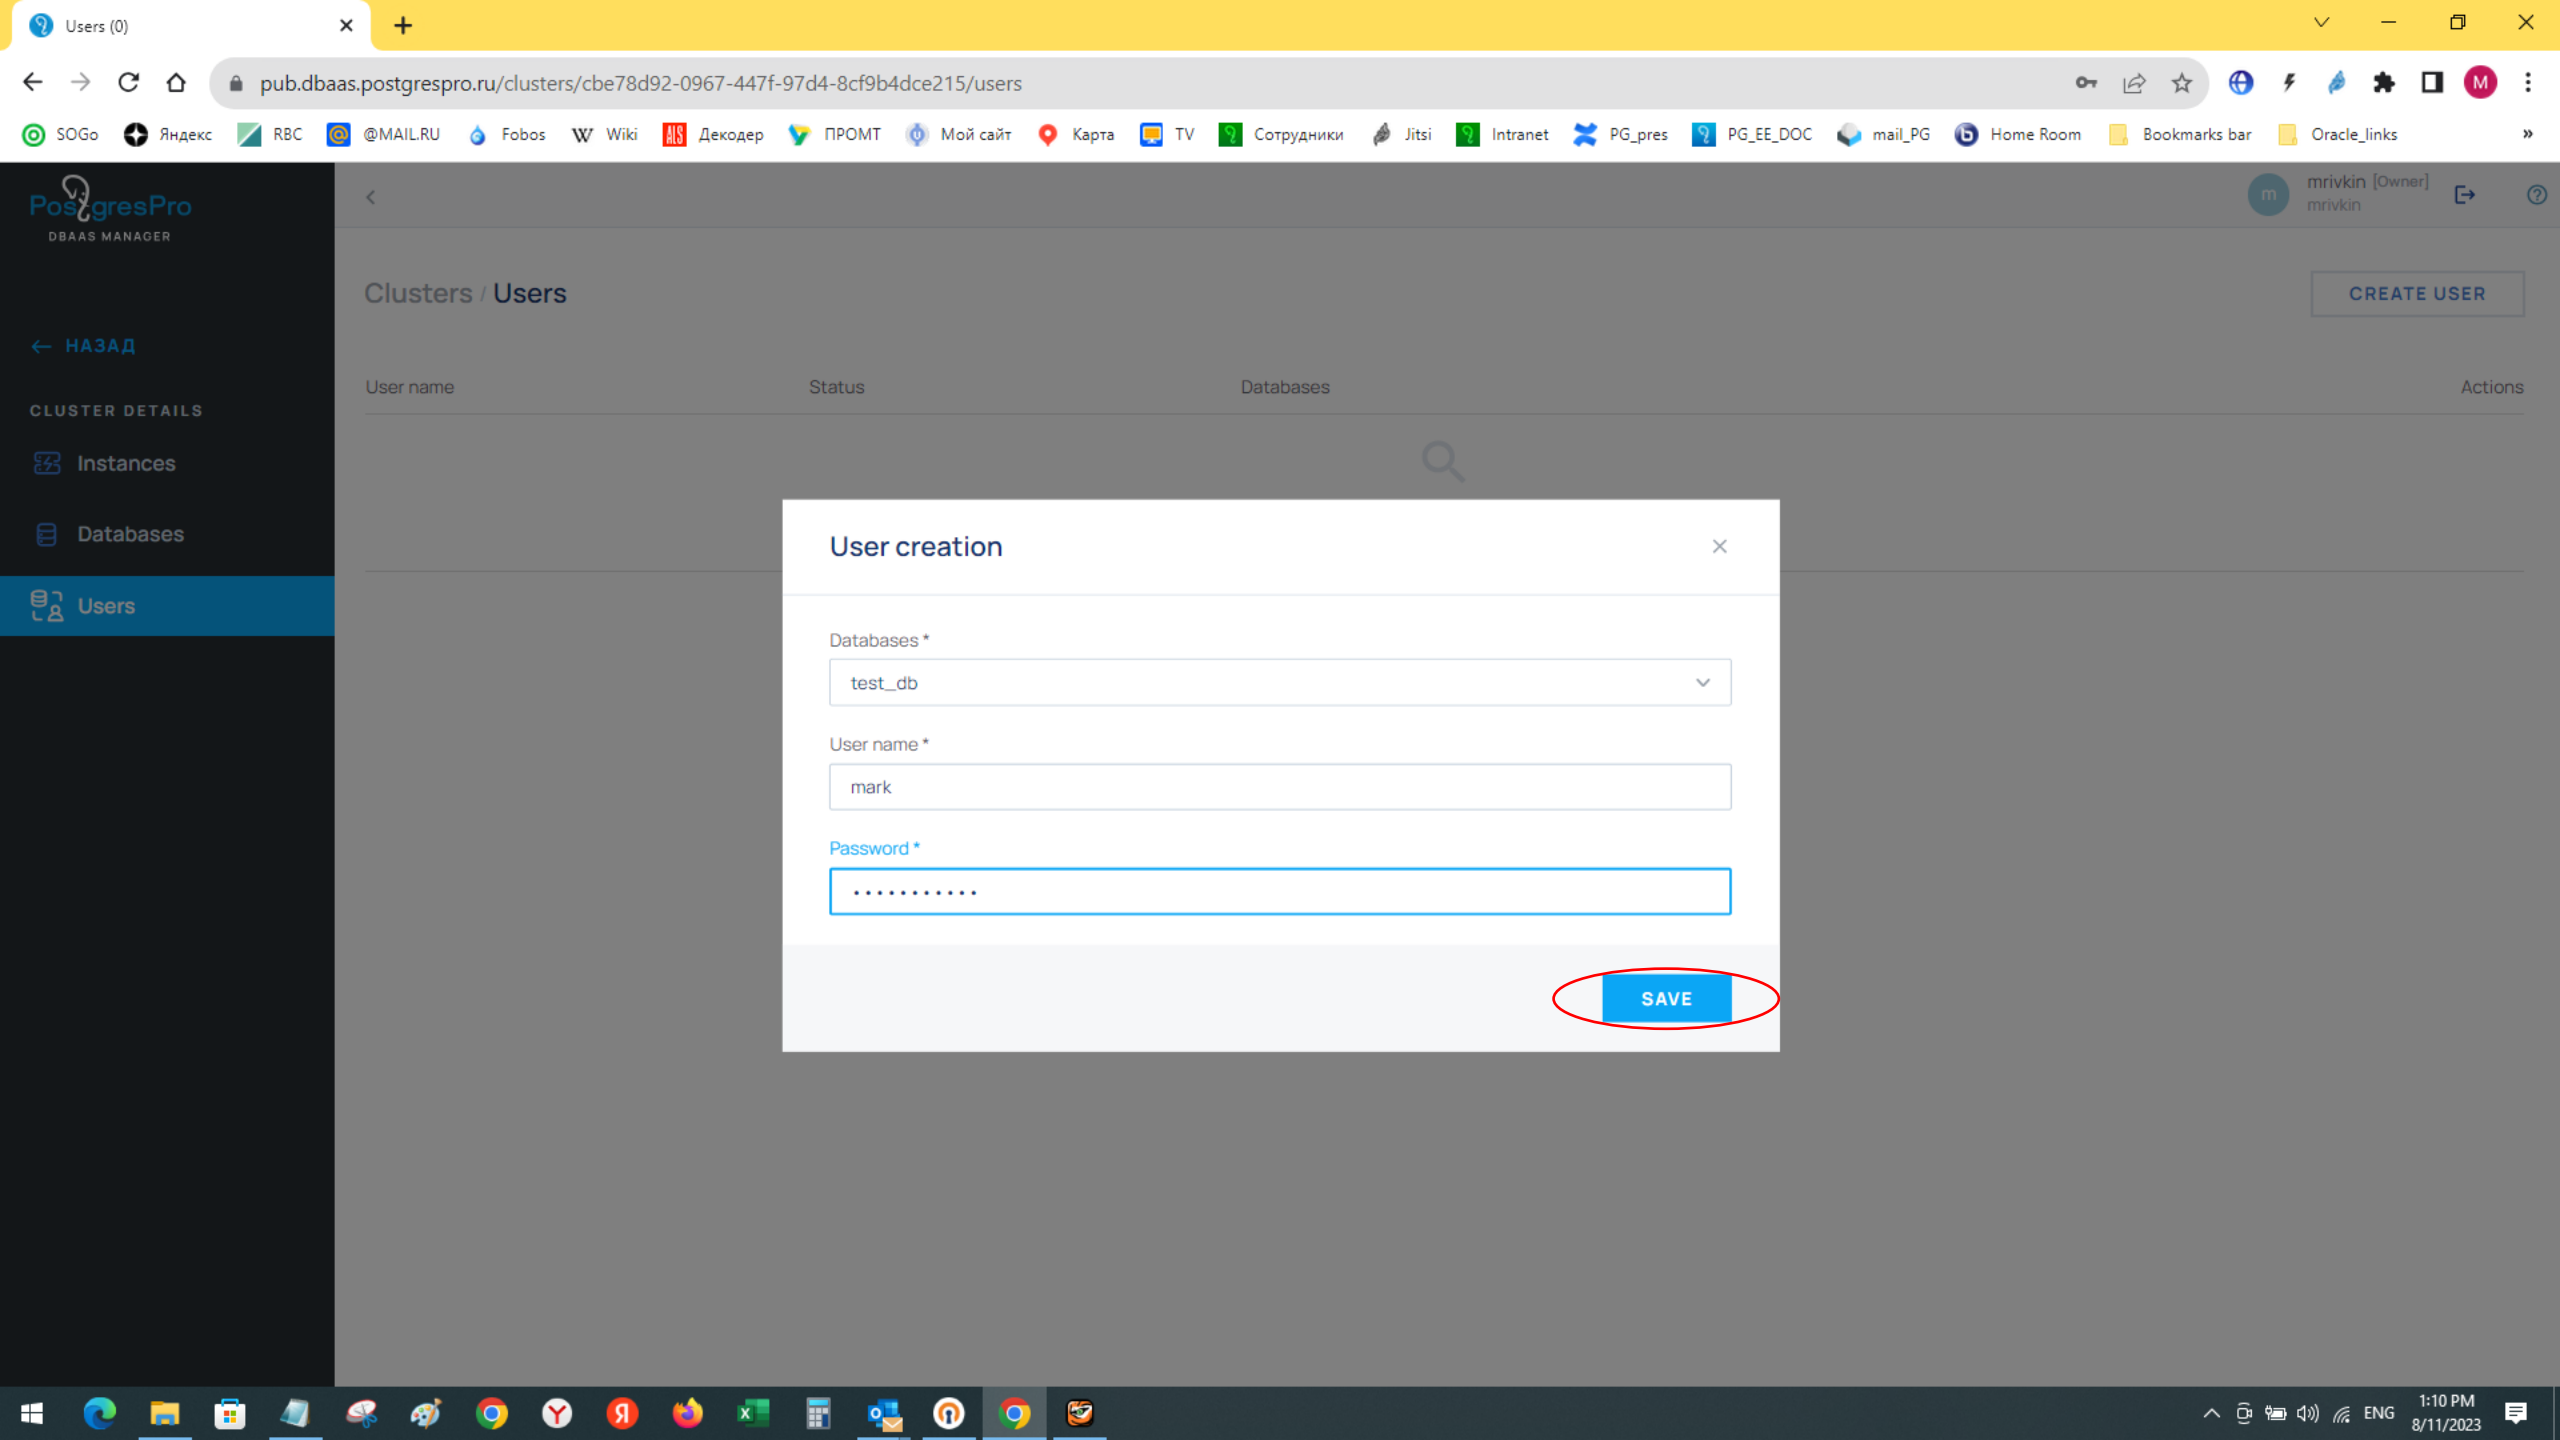 Users (0)
pub.dbaas.postgrespro.ru/clusters/cbe78d92-0967-447f-97d4-8cf9b4dce215/users
M
SOGo Яндекс RBC @MAIL.RU Fobos Wiki Декодер ПРОМТ Мой сайт Карта TV Сотрудники Jitsi Intranet PG_pres PG_EE_DOC mail_PG Home Room Bookmarks bar Oracle_links »
PostgresPro
DBAAS MANAGER
m
mrivkin [Owner]
mrivkin
Clusters / Users
CREATE USER
НАЗАД
User name Status Databases Actions
CLUSTER DETAILS
Instances
Databases
Users
User creation
Databases *
test_db
User name *
mark
Password *
SAVE
ENG
1:10 PM
8/11/2023